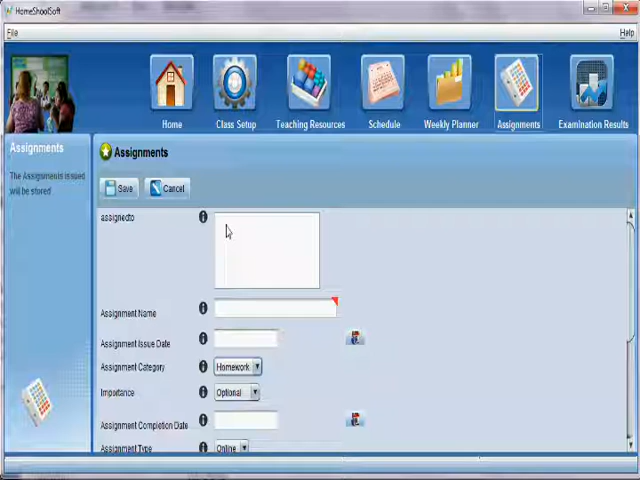 HomeShoolSoft
File
Help
Home
Class Setup
Teaching Resources
Schedule
Weekly Planner
Assignments
Examination Results
Assignments
The Assignments issued
will be stored
Assignments
Save
Cancel
assignedto
Assignment Name
Assignment Issue Date
Assignment Category
Homework
Importance
Optional
Assignment Completion Date
Assignment Type
Online